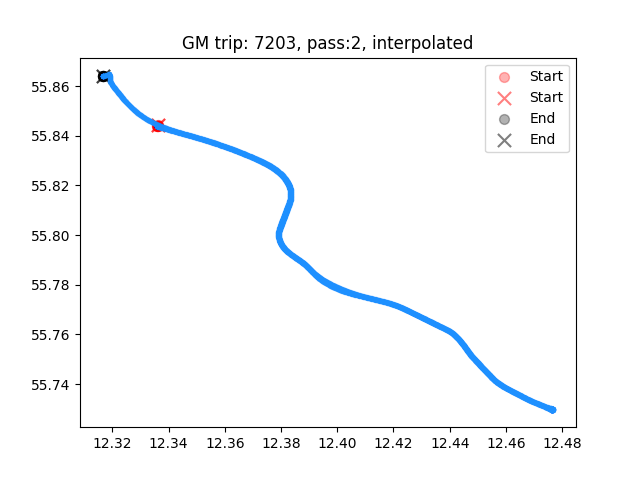 GM trip: 7203, pass:2, interpolated
Start
Start
End
End
55.86
55.84
55.82
55.80
55.78
55.76
55.74
12.32 12.34 12.36 12.38 12.40 12.42 12.44 12.46 12.48